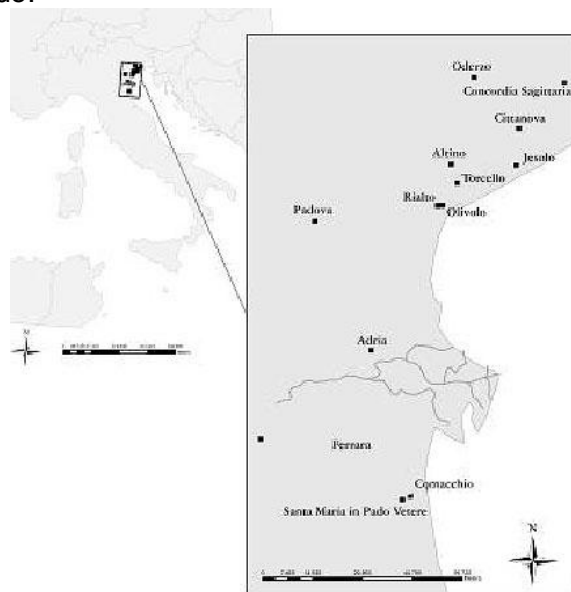 Oderzo
Concordia Sagittaria
Cittanova
Altino
Jesolo
Torcello
Rialto
Olivolo
Padova
Adria
Ferrara
Comacchio
Santa Maria in Pado Vetere
N